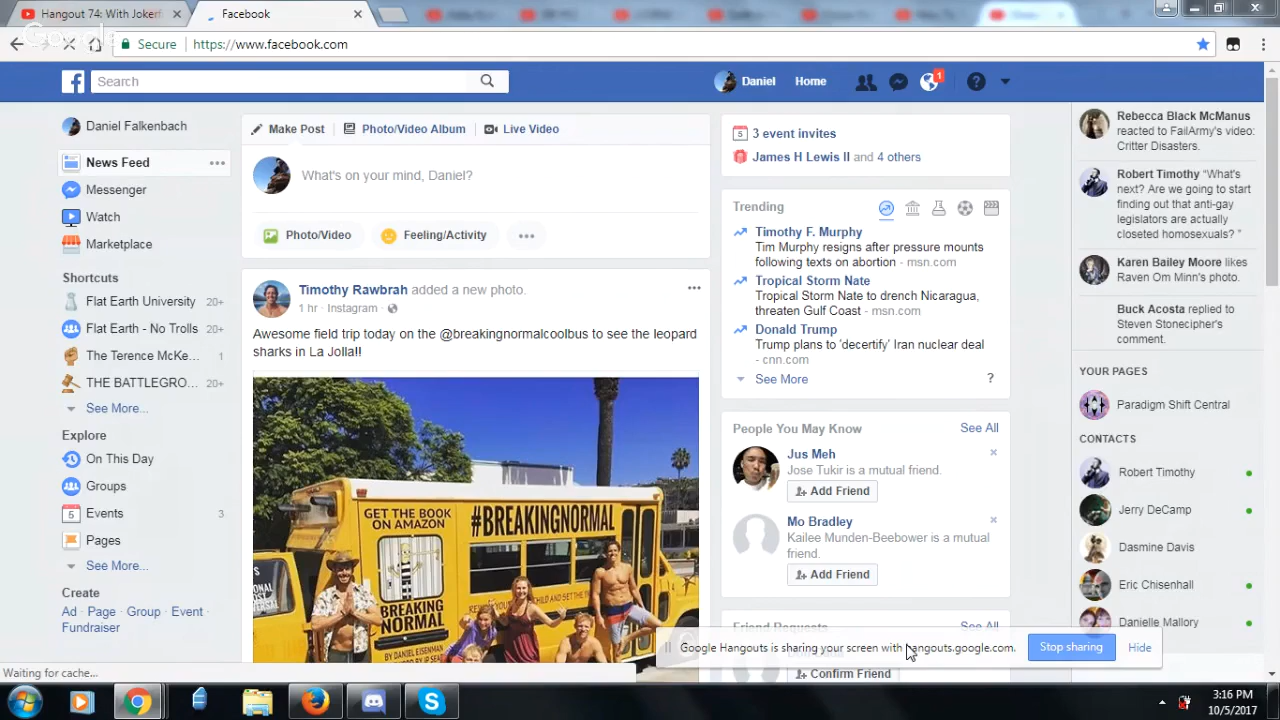 Hangout 74; With Jokerf
Facebook
Secure
https://www.facebook.com
Search
Daniel
Home
1
Daniel Falkenbach
News Feed
Messenger
Watch
Marketplace
Shortcuts
Flat Earth University 20+
Flat Earth - No Trolls 20+
The Terence McKe... 1
THE BATTLEGRO... 20+
See More...
Explore
On This Day
Groups
Events 3
Pages
See More...
Create
Ad · Page · Group · Event ·
Fundraiser
Make Post
Photo/Video Album
Live Video
What's on your mind, Daniel?
Photo/Video
Feeling/Activity
Timothy Rawbrah added a new photo.
1 hr · Instagram ·
Awesome field trip today on the @breakingnormalcoolbus to see the leopard
sharks in La Jolla!!
GET THE BOOK
ON AMAZON
#BREAKINGNORMAL
BREAKING
NORMAL
BY DANIEL EISENMAN
5 3 event invites
James H Lewis II and 4 others
Trending
Timothy F. Murphy
Tim Murphy resigns after pressure mounts
following texts on abortion - msn.com
Tropical Storm Nate
Tropical Storm Nate to drench Nicaragua,
threaten Gulf Coast - msn.com
Donald Trump
Trump plans to 'decertify' Iran nuclear deal
- cnn.com
See More
?
People You May Know
See All
Jus Meh
Jose Tukir is a mutual friend.
Add Friend
Mo Bradley
Kailee Munden-Beebower is a mutual
friend.
Add Friend
Friend Requests
See All
Confirm Friend
Rebecca Black McManus
reacted to FailArmy's video:
Critter Disasters.
Robert Timothy "What's
next? Are we going to start
finding out that anti-gay
legislators are actually
closeted homosexuals? "
Karen Bailey Moore likes
Raven Om Minn's photo.
Buck Acosta replied to
Steven Stonecipher's
comment.
YOUR PAGES
Paradigm Shift Central
CONTACTS
Robert Timothy
Jerry DeCamp
Dasmine Davis
Eric Chisenhall
Danielle Mallory
Google Hangouts is sharing your screen with hangouts.google.com.
Stop sharing
Hide
Waiting for cache...
3:16 PM
10/5/2017